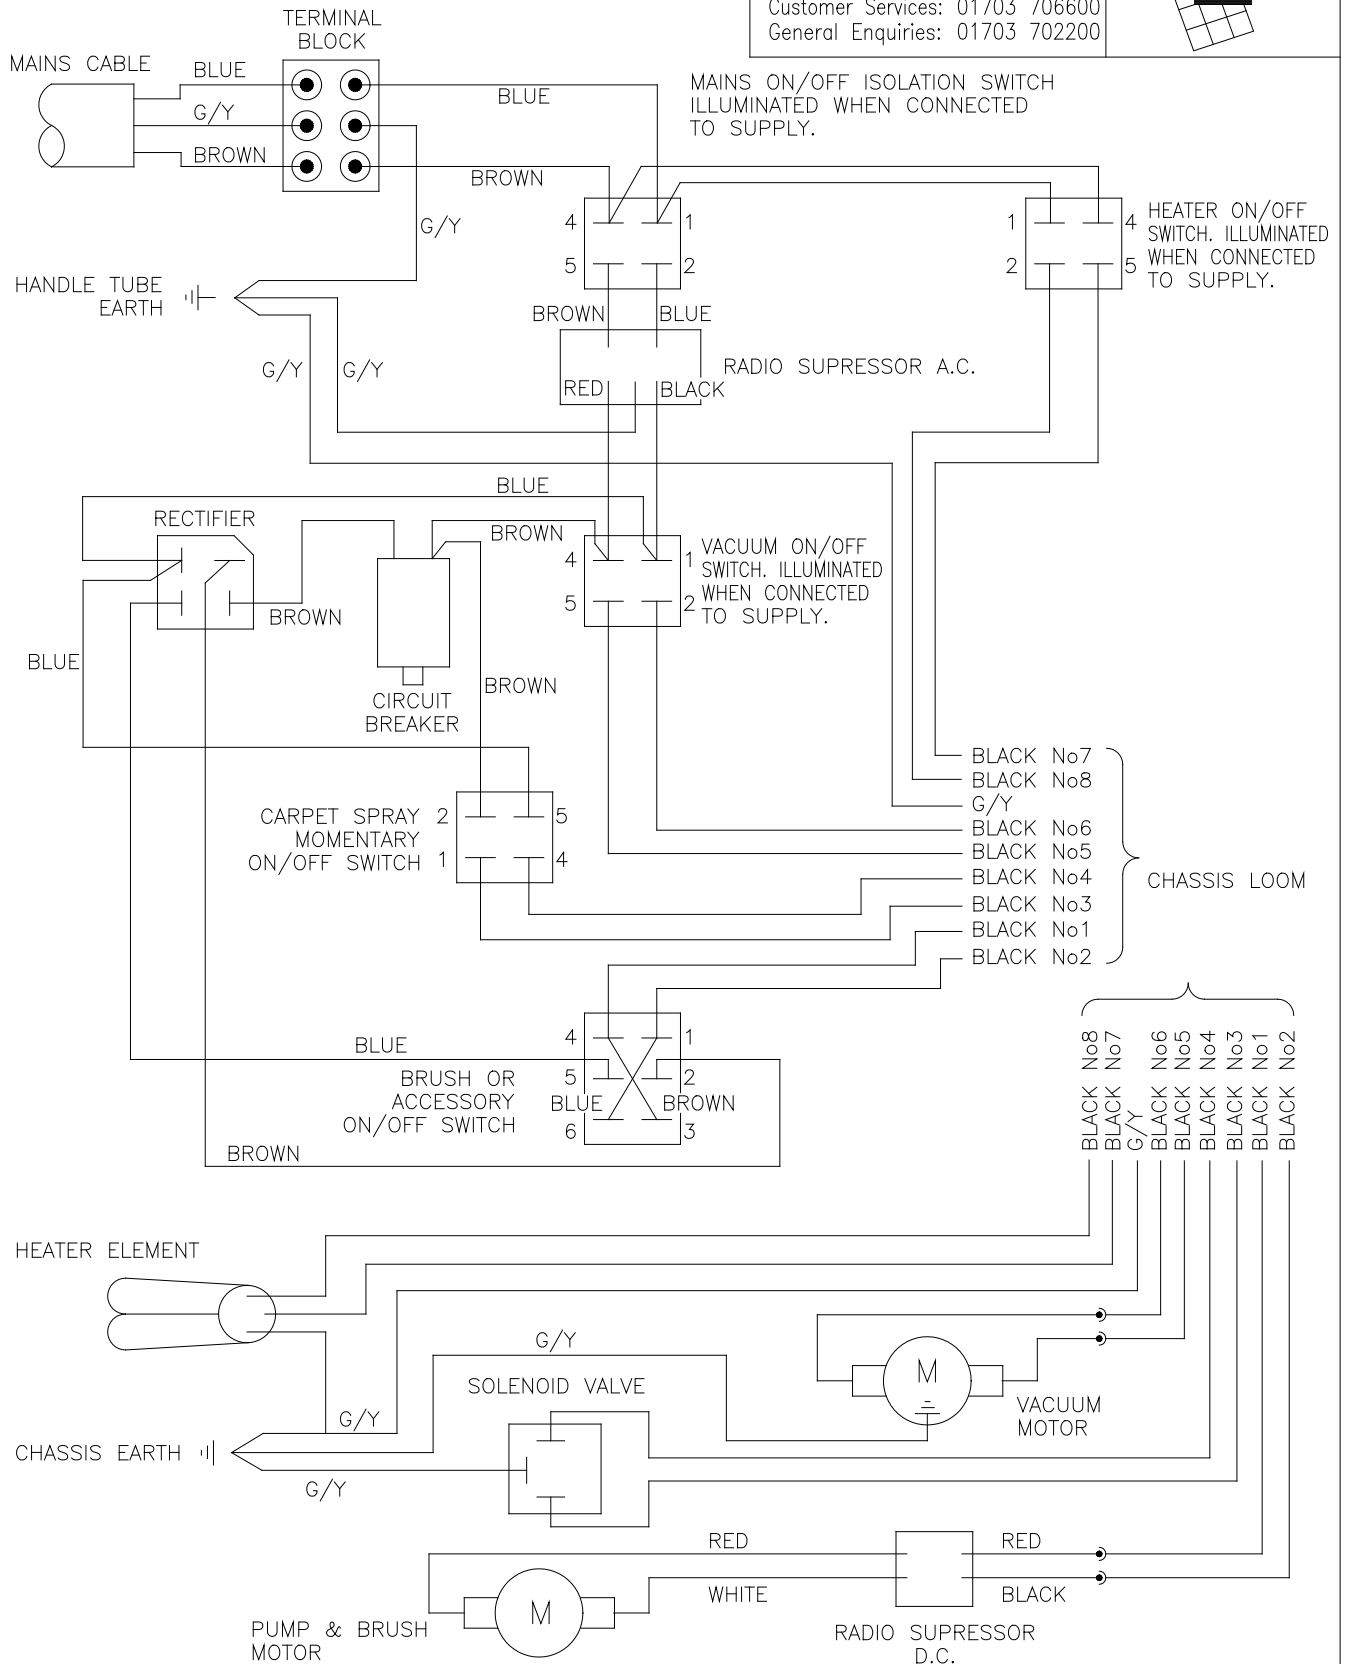 Customer Services: 01703 706600
General Enquiries: 01703 702200
TERMINAL
BLOCK
MAINS CABLE
BLUE
G/Y
BROWN
BLUE
BROWN
G/Y
MAINS ON/OFF ISOLATION SWITCH
ILLUMINATED WHEN CONNECTED
TO SUPPLY.
4 1
5 2
1 4
2 5
HEATER ON/OFF
SWITCH. ILLUMINATED
WHEN CONNECTED
TO SUPPLY.
HANDLE TUBE
EARTH
BROWN BLUE
RADIO SUPRESSOR A.C.
RED BLACK
G/Y G/Y
BLUE
RECTIFIER
BROWN
BROWN
4 1
5 2
VACUUM ON/OFF
SWITCH. ILLUMINATED
WHEN CONNECTED
TO SUPPLY.
BLUE
BROWN
CIRCUIT
BREAKER
CARPET SPRAY
MOMENTARY
ON/OFF SWITCH
2 5
1 4
BLACK No7
BLACK No8
G/Y
BLACK No6
BLACK No5
BLACK No4
BLACK No3
BLACK No1
BLACK No2
CHASSIS LOOM
BLUE
BRUSH OR
ACCESSORY
ON/OFF SWITCH
4 1
5 2
BLUE BROWN
6 3
BROWN
BLACK No8
BLACK No7
G/Y
BLACK No6
BLACK No5
BLACK No4
BLACK No3
BLACK No1
BLACK No2
HEATER ELEMENT
G/Y
SOLENOID VALVE
M
VACUUM
MOTOR
G/Y
CHASSIS EARTH
G/Y
RED
WHITE
RED
BLACK
M
PUMP & BRUSH
MOTOR
RADIO SUPRESSOR
D.C.